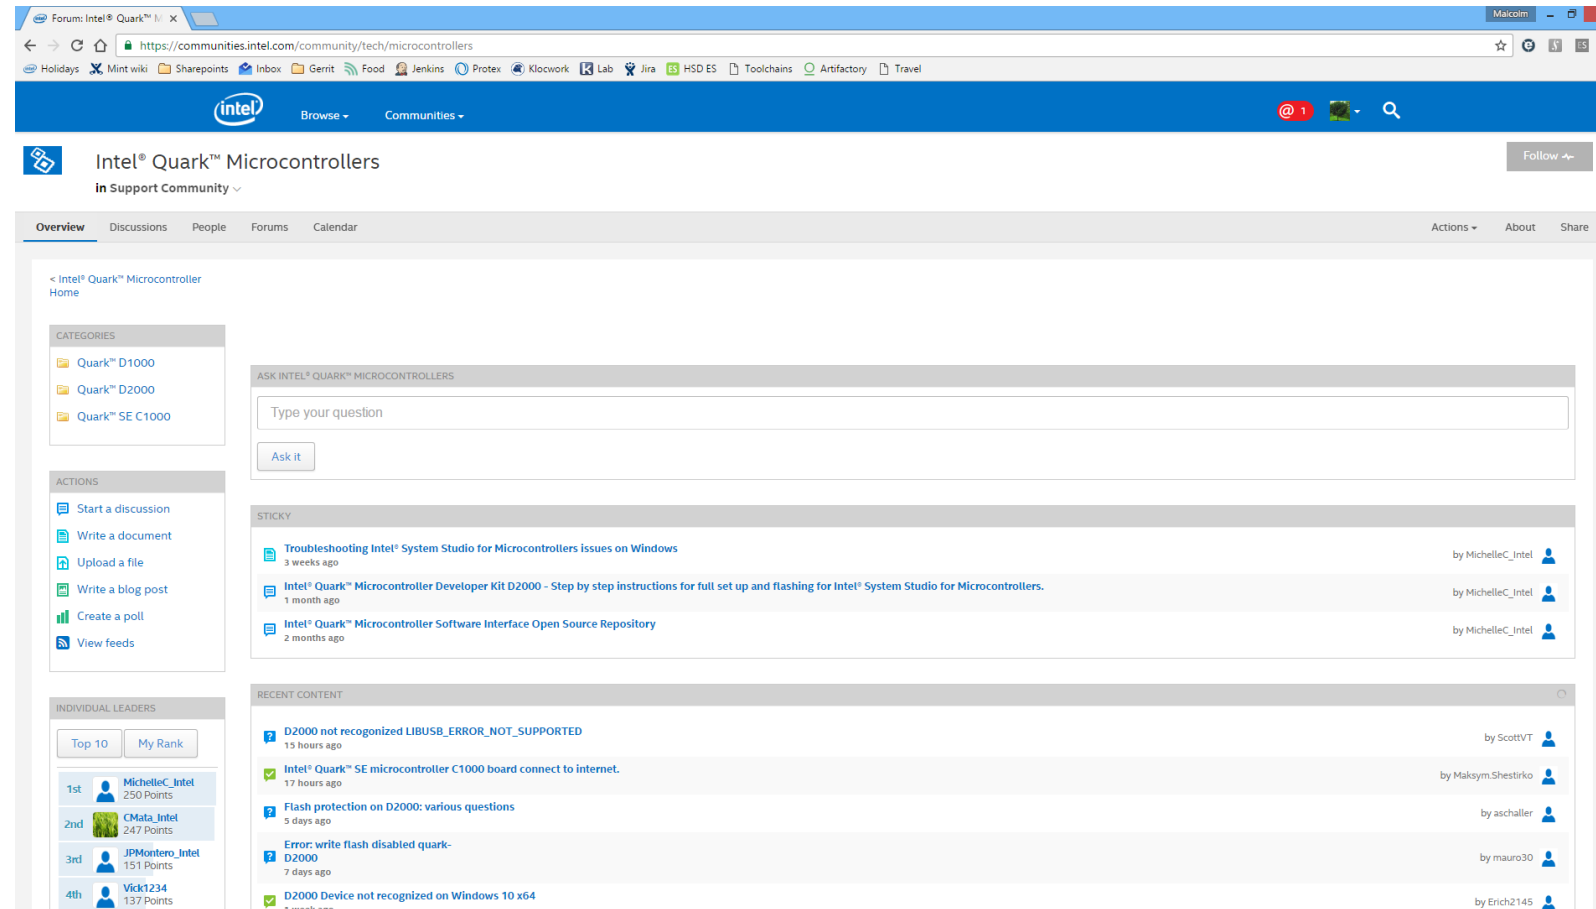 Forum: Intel® Quark™ M
Malcolm
https://communities.intel.com/community/tech/microcontrollers
Holidays Mint wiki Sharepoints Inbox Gerrit Food Jenkins Protex Klocwork Lab Jira ES HSD ES Toolchains Artifactory Travel
intel Browse Communities @ 1
Intel® Quark™ Microcontrollers
Follow
in Support Community
Overview Discussions People Forums Calendar Actions About Share
< Intel® Quark™ Microcontroller
Home
CATEGORIES
Quark™ D1000
Quark™ D2000
Quark™ SE C1000
ACTIONS
Start a discussion
Write a document
Upload a file
Write a blog post
Create a poll
View feeds
INDIVIDUAL LEADERS
Top 10 My Rank
1st MichelleC_Intel
250 Points
2nd CMata_Intel
247 Points
3rd JPMontero_Intel
151 Points
4th Vick1234
137 Points
ASK INTEL® QUARK™ MICROCONTROLLERS
Type your question
Ask it
STICKY
Troubleshooting Intel® System Studio for Microcontrollers issues on Windows
3 weeks ago
by MichelleC_Intel
Intel® Quark™ Microcontroller Developer Kit D2000 - Step by step instructions for full set up and flashing for Intel® System Studio for Microcontrollers.
1 month ago
by MichelleC_Intel
Intel® Quark™ Microcontroller Software Interface Open Source Repository
2 months ago
by MichelleC_Intel
RECENT CONTENT
D2000 not recogonized LIBUSB_ERROR_NOT_SUPPORTED
15 hours ago
by ScottVT
Intel® Quark™ SE microcontroller C1000 board connect to internet.
17 hours ago
by Maksym.Shestirko
Flash protection on D2000: various questions
5 days ago
by aschaller
Error: write flash disabled quark-
D2000
7 days ago
by mauro30
D2000 Device not recognized on Windows 10 x64
1 week ago
by Erich2145